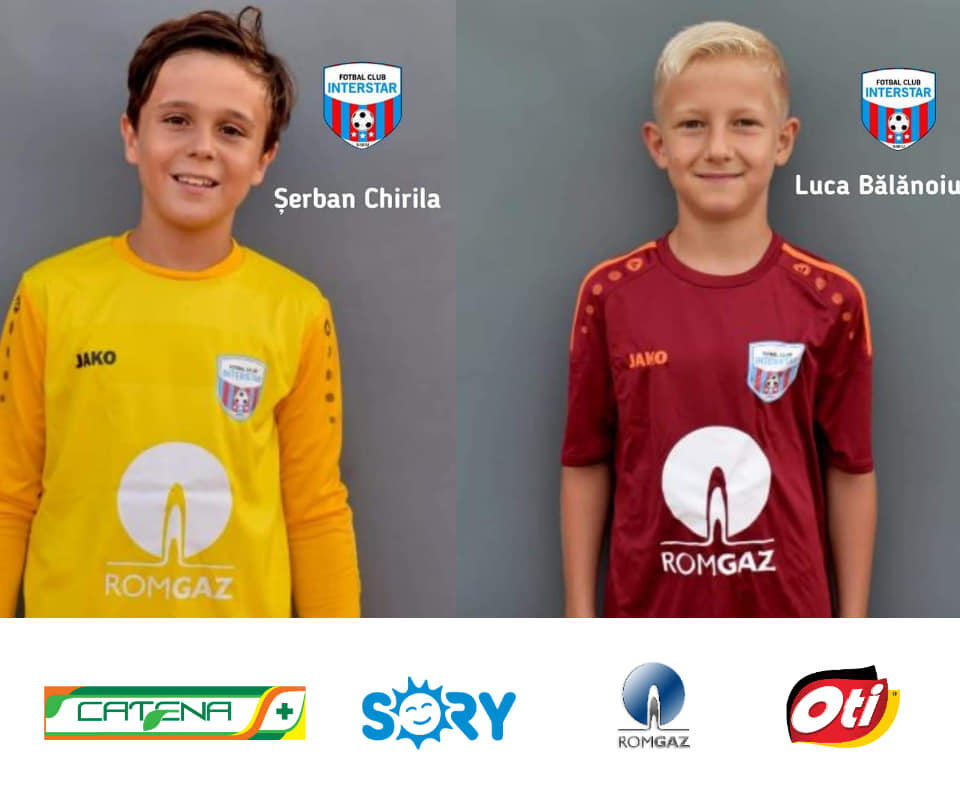 FOTBAL CLUB
INTERSTAR
Șerban Chirila
JAKO
FOTBAL CLUB
INTERSTAR
ROMGAZ
FOTBAL CLUB
INTERSTAR
Luca Bălănoiu
JAKO
FOTBAL CLUB
INTERSTAR
ROMGAZ
CATENA
SORY
ROMGAZ
Oti